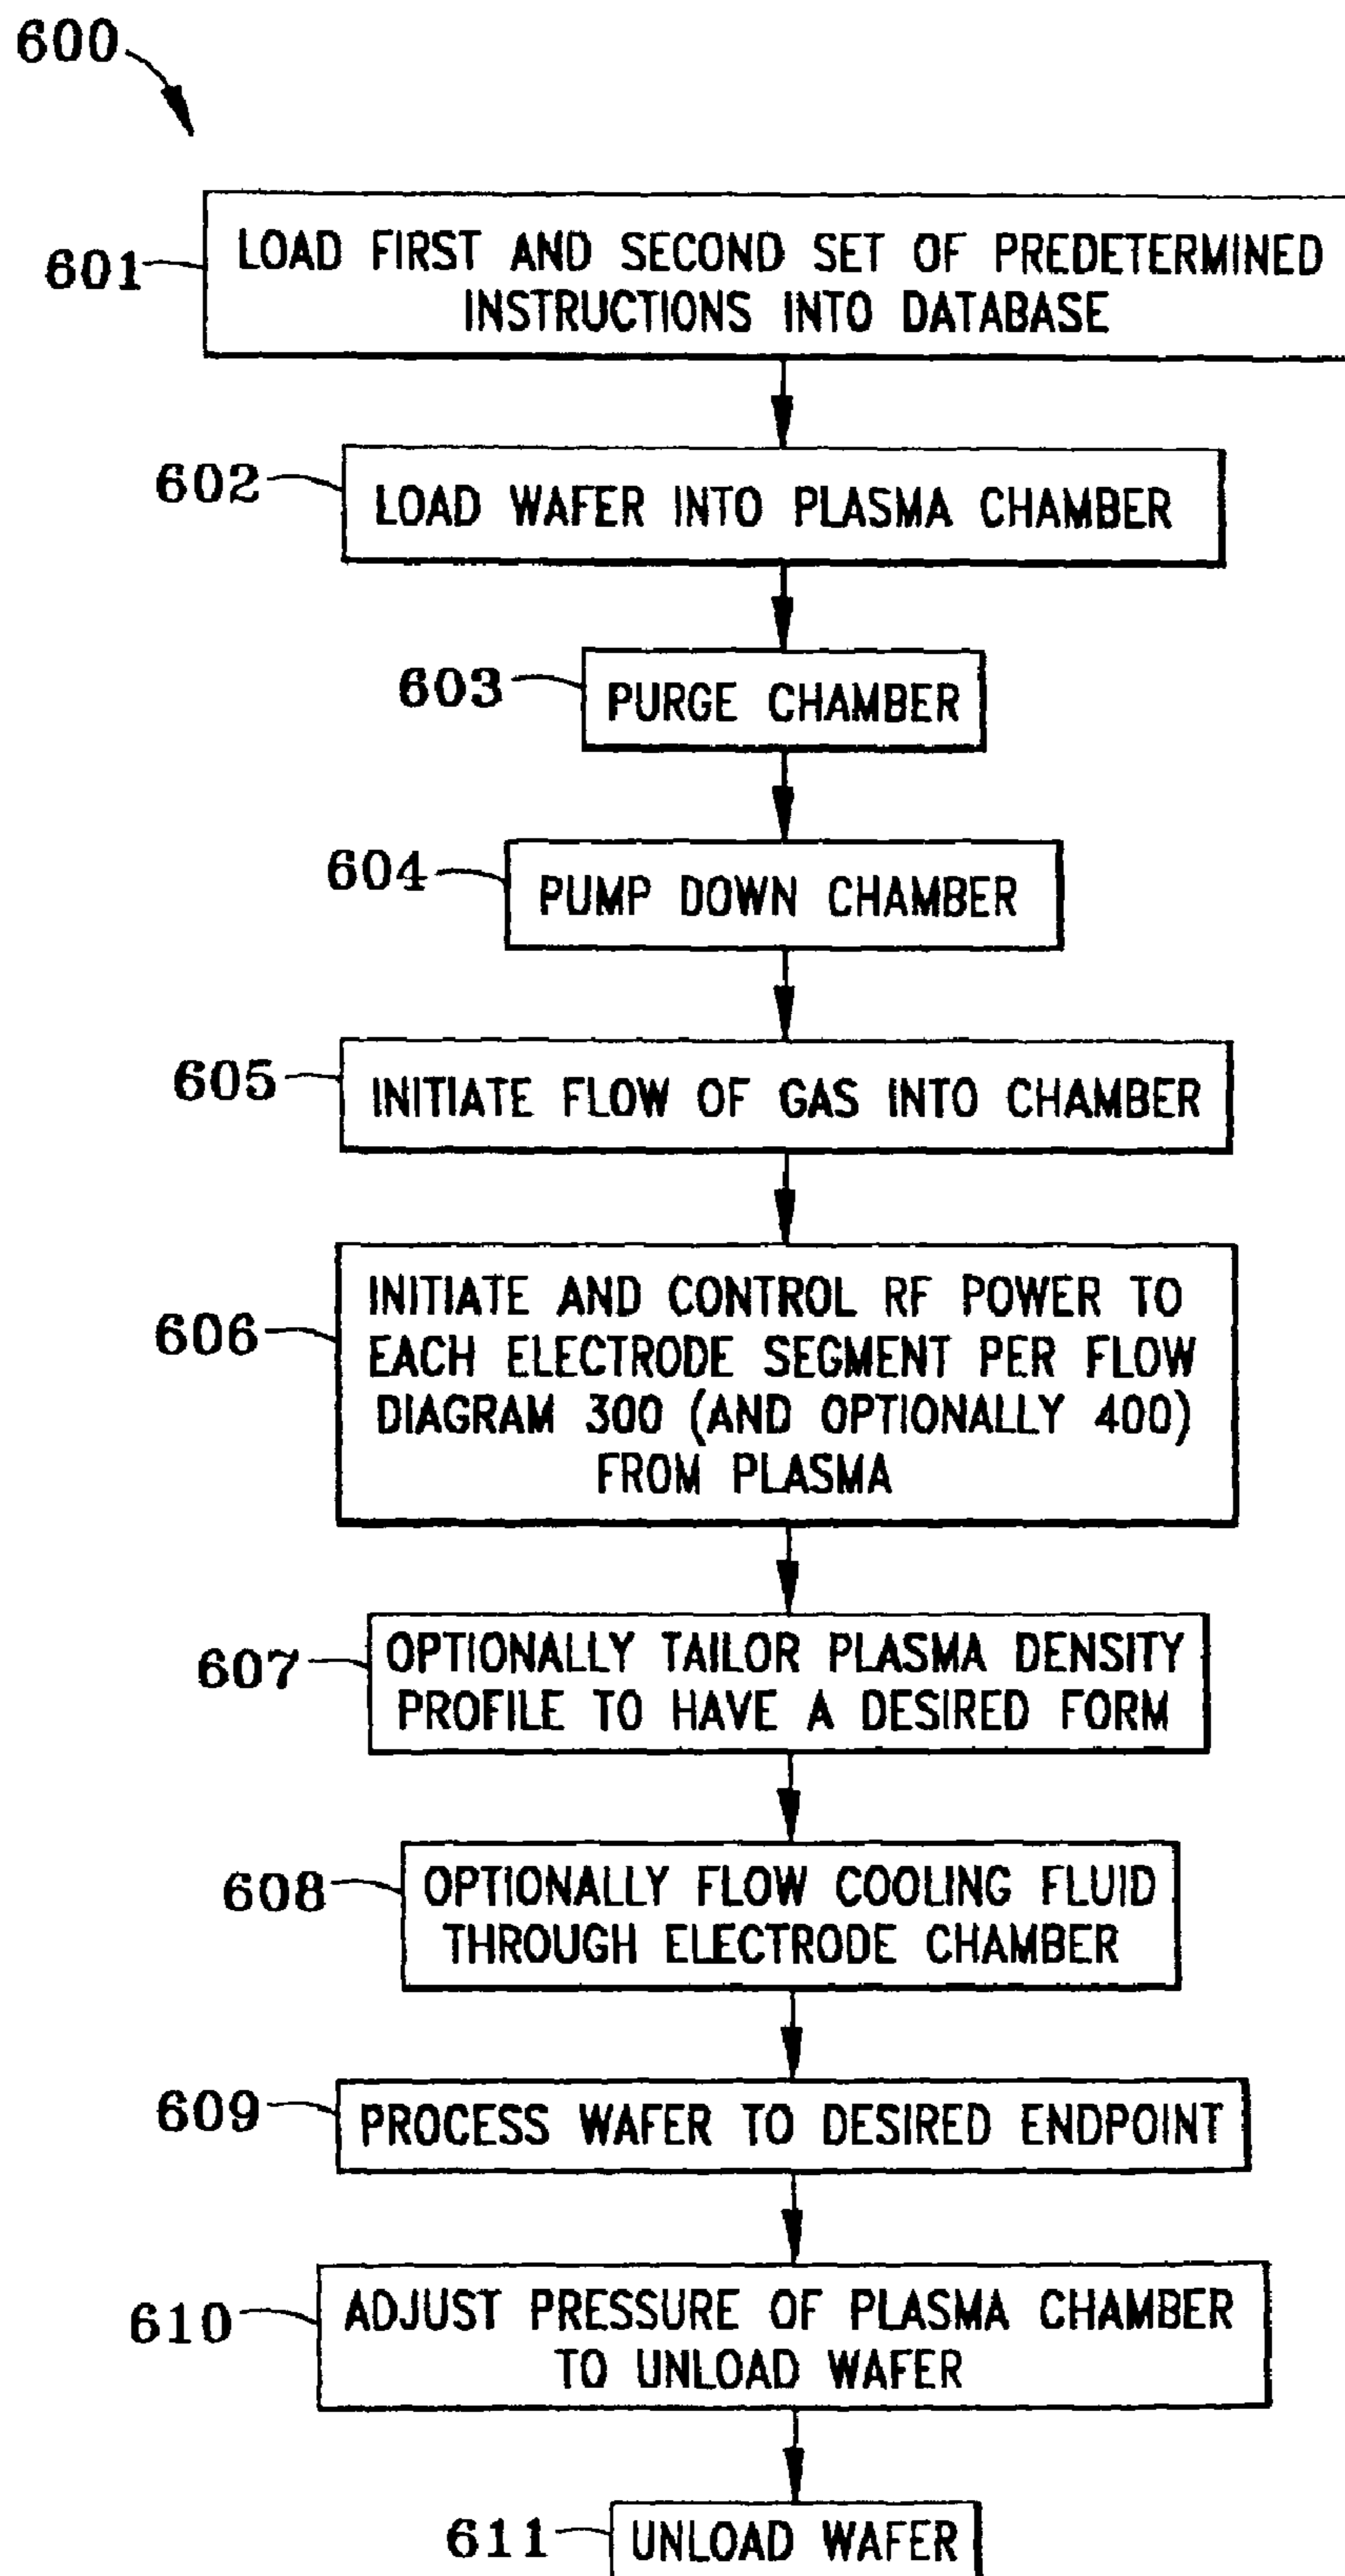 600
601
LOAD FIRST AND SECOND SET OF PREDETERMINED
INSTRUCTIONS INTO DATABASE
602
LOAD WAFER INTO PLASMA CHAMBER
603
PURGE CHAMBER
604
PUMP DOWN CHAMBER
605
INITIATE FLOW OF GAS INTO CHAMBER
606
INITIATE AND CONTROL RF POWER TO
EACH ELECTRODE SEGMENT PER FLOW
DIAGRAM 300 (AND OPTIONALLY 400)
FROM PLASMA
607
OPTIONALLY TAILOR PLASMA DENSITY
PROFILE TO HAVE A DESIRED FORM
608
OPTIONALLY FLOW COOLING FLUID
THROUGH ELECTRODE CHAMBER
609
PROCESS WAFER TO DESIRED ENDPOINT
610
ADJUST PRESSURE OF PLASMA CHAMBER
TO UNLOAD WAFER
611
UNLOAD WAFER